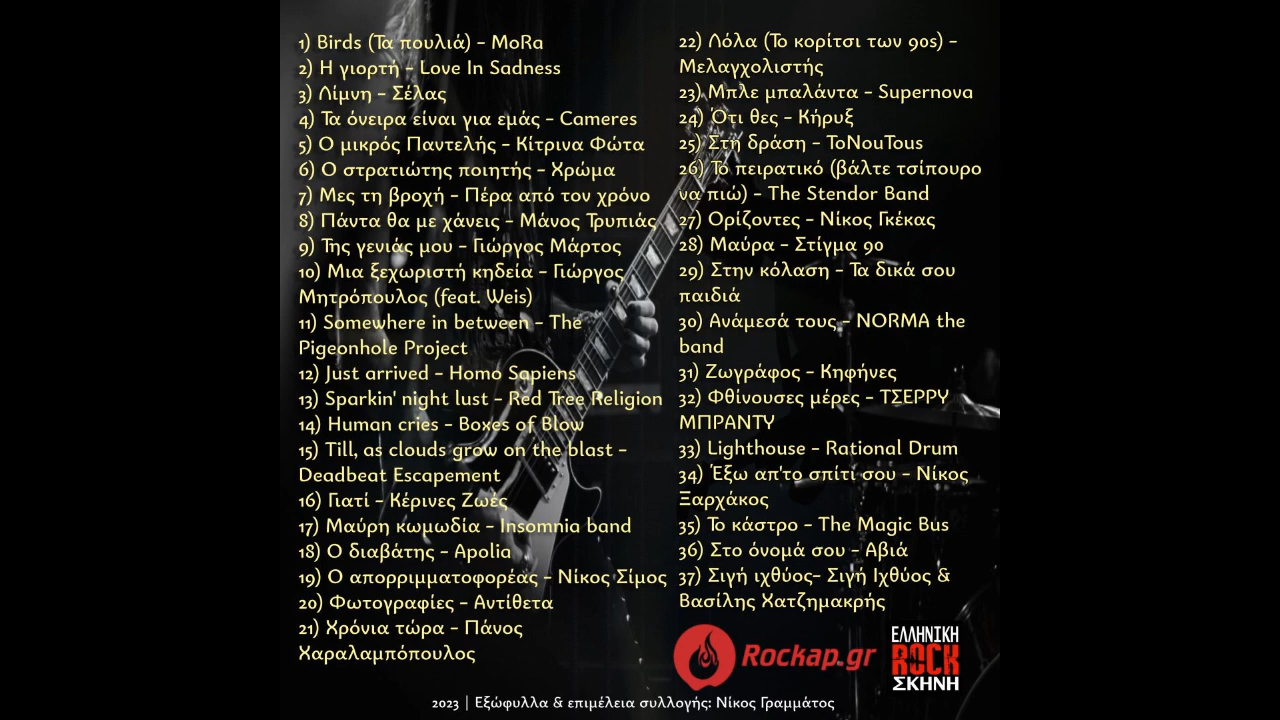 1) Birds (Τα πουλιά) - MoRa
2) Η γιορτή - Love In Sadness
3) Λίμνη - Σέλας
4) Τα όνειρα είναι για εμάς - Cameres
5) Ο μικρός Παντελής - Κίτρινα Φώτα
6) Ο στρατιώτης ποιητής - Χρώμα
7) Μες τη βροχή - Πέρα από τον χρόνο
8) Πάντα θα με χάνεις - Μάνος Τρυπιάς
9) Της γενιάς μου - Γιώργος Μάρτος
10) Μια ξεχωριστή κηδεία - Γιώργος
Μητρόπουλος (feat. Weis)
11) Somewhere in between - The
Pigeonhole Project
12) Just arrived - Homo Sapiens
13) Sparkin' night lust - Red Tree Religion
14) Human cries - Boxes of Blow
15) Till, as clouds grow on the blast -
Deadbeat Escapement
16) Γιατί - Κέρινες Ζωές
17) Μαύρη κωμωδία - Insomnia band
18) Ο διαβάτης - Apolia
19) Ο απορριμματοφορέας - Νίκος Σίμος
20) Φωτογραφίες - Αντίθετα
21) Χρόνια τώρα - Πάνος
Χαραλαμπόπουλος
22) Λόλα (Το κορίτσι των 90s) -
Μελαγχολιστής
23) Μπλε μπαλάντα - Supernova
24) Ότι θες - Κήρυξ
25) Στη δράση - ToNouTous
26) Το πειρατικό (βάλτε τσίπουρο
να πιώ) - The Stendor Band
27) Ορίζοντες - Νίκος Γκέκας
28) Μαύρα - Στίγμα 90
29) Στην κόλαση - Τα δικά σου
παιδιά
30) Ανάμεσά τους - NORMA the
band
31) Ζωγράφος - Κηφήνες
32) Φθίνουσες μέρες - ΤΣΕΡΡΥ
ΜΠΡΑΝΤΥ
33) Lighthouse - Rational Drum
34) Έξω απ'το σπίτι σου - Νίκος
Ξαρχάκος
35) Το κάστρο - The Magic Bus
36) Στο όνομά σου - Αβιά
37) Σιγή ιχθύος- Σιγή Ιχθύος &
Βασίλης Χατζημακρής
Rockap.gr
ΕΛΛΗΝΙΚΗ
ROCK
ΣΚΗΝΗ
2023 | Εξώφυλλα & επιμέλεια συλλογής: Νίκος Γραμμάτος